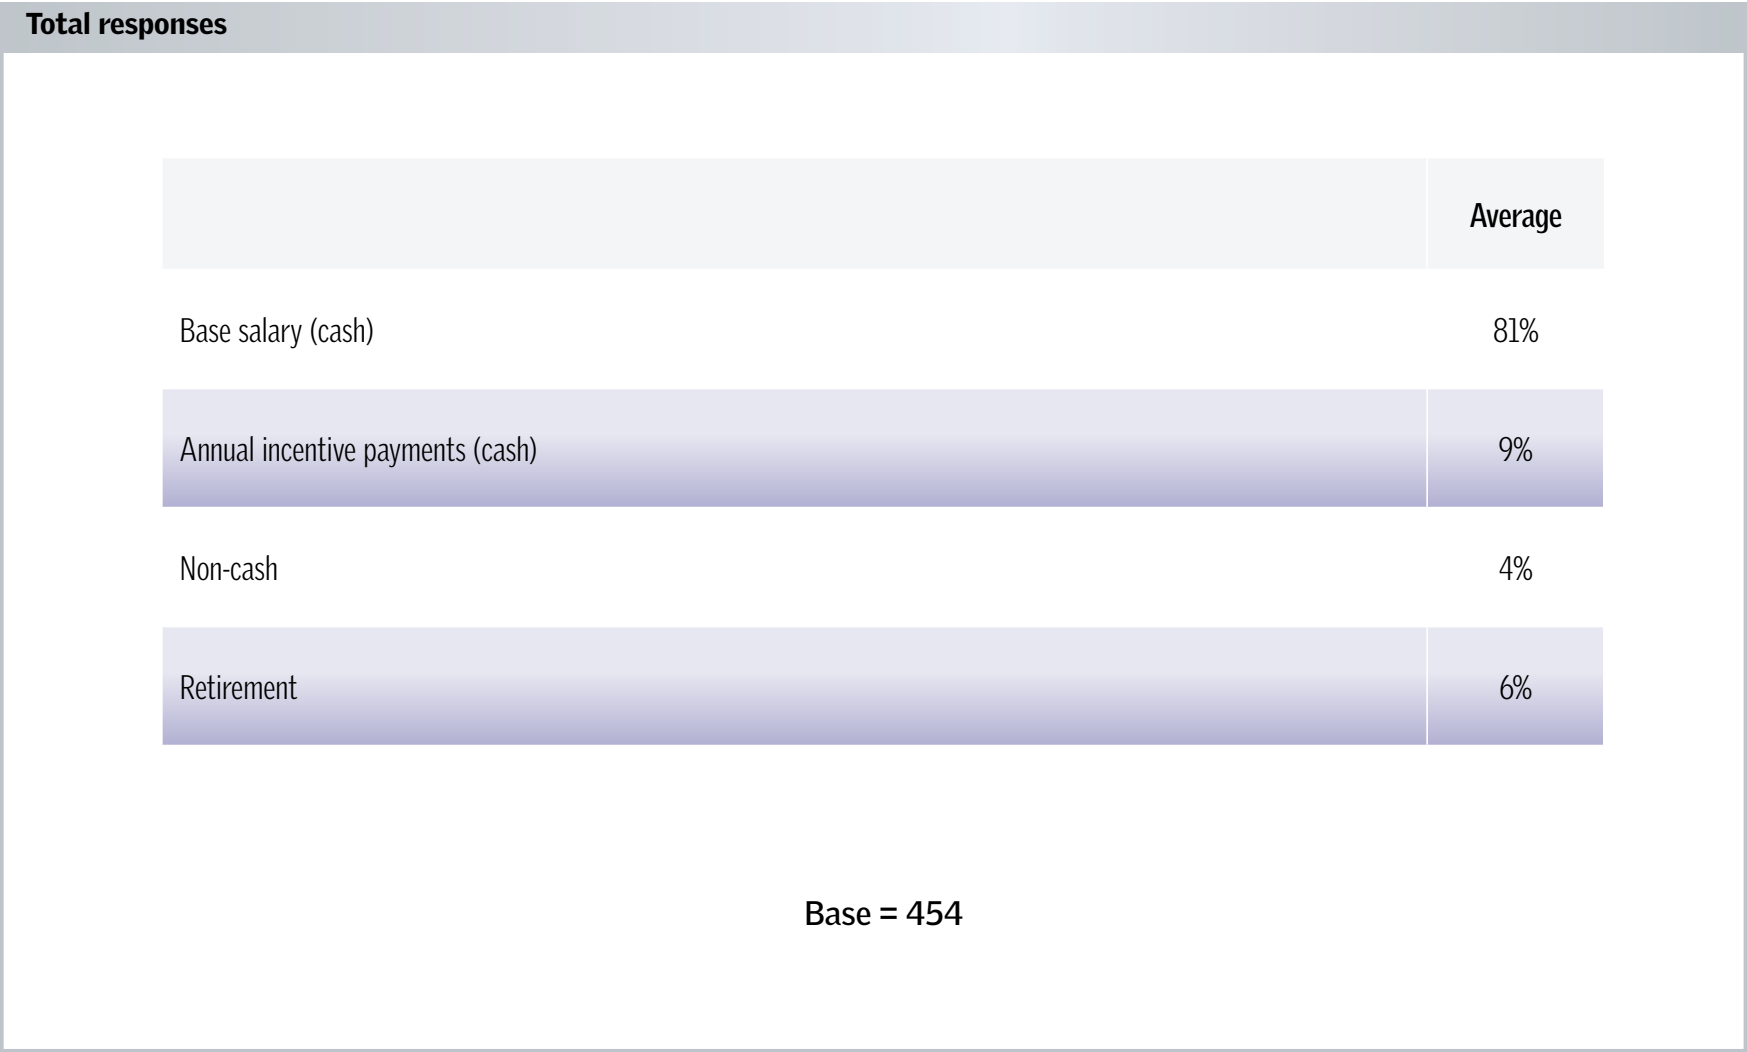 Total responses
Average
Base salary (cash) 81%
Annual incentive payments (cash) 9%
Non-cash 4%
Retirement 6%
Base = 454